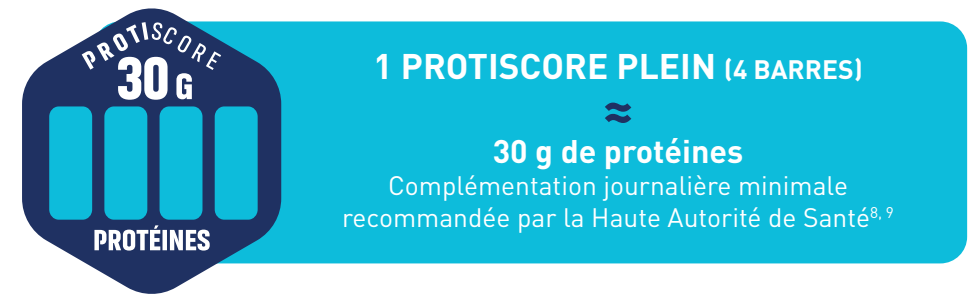 PROTISCORE
30 G
PROTÉINES
1 PROTISCORE PLEIN (4 BARRES)
≈
30 g de protéines
Complémentation journalière minimale
recommandée par la Haute Autorité de Santé8, 9